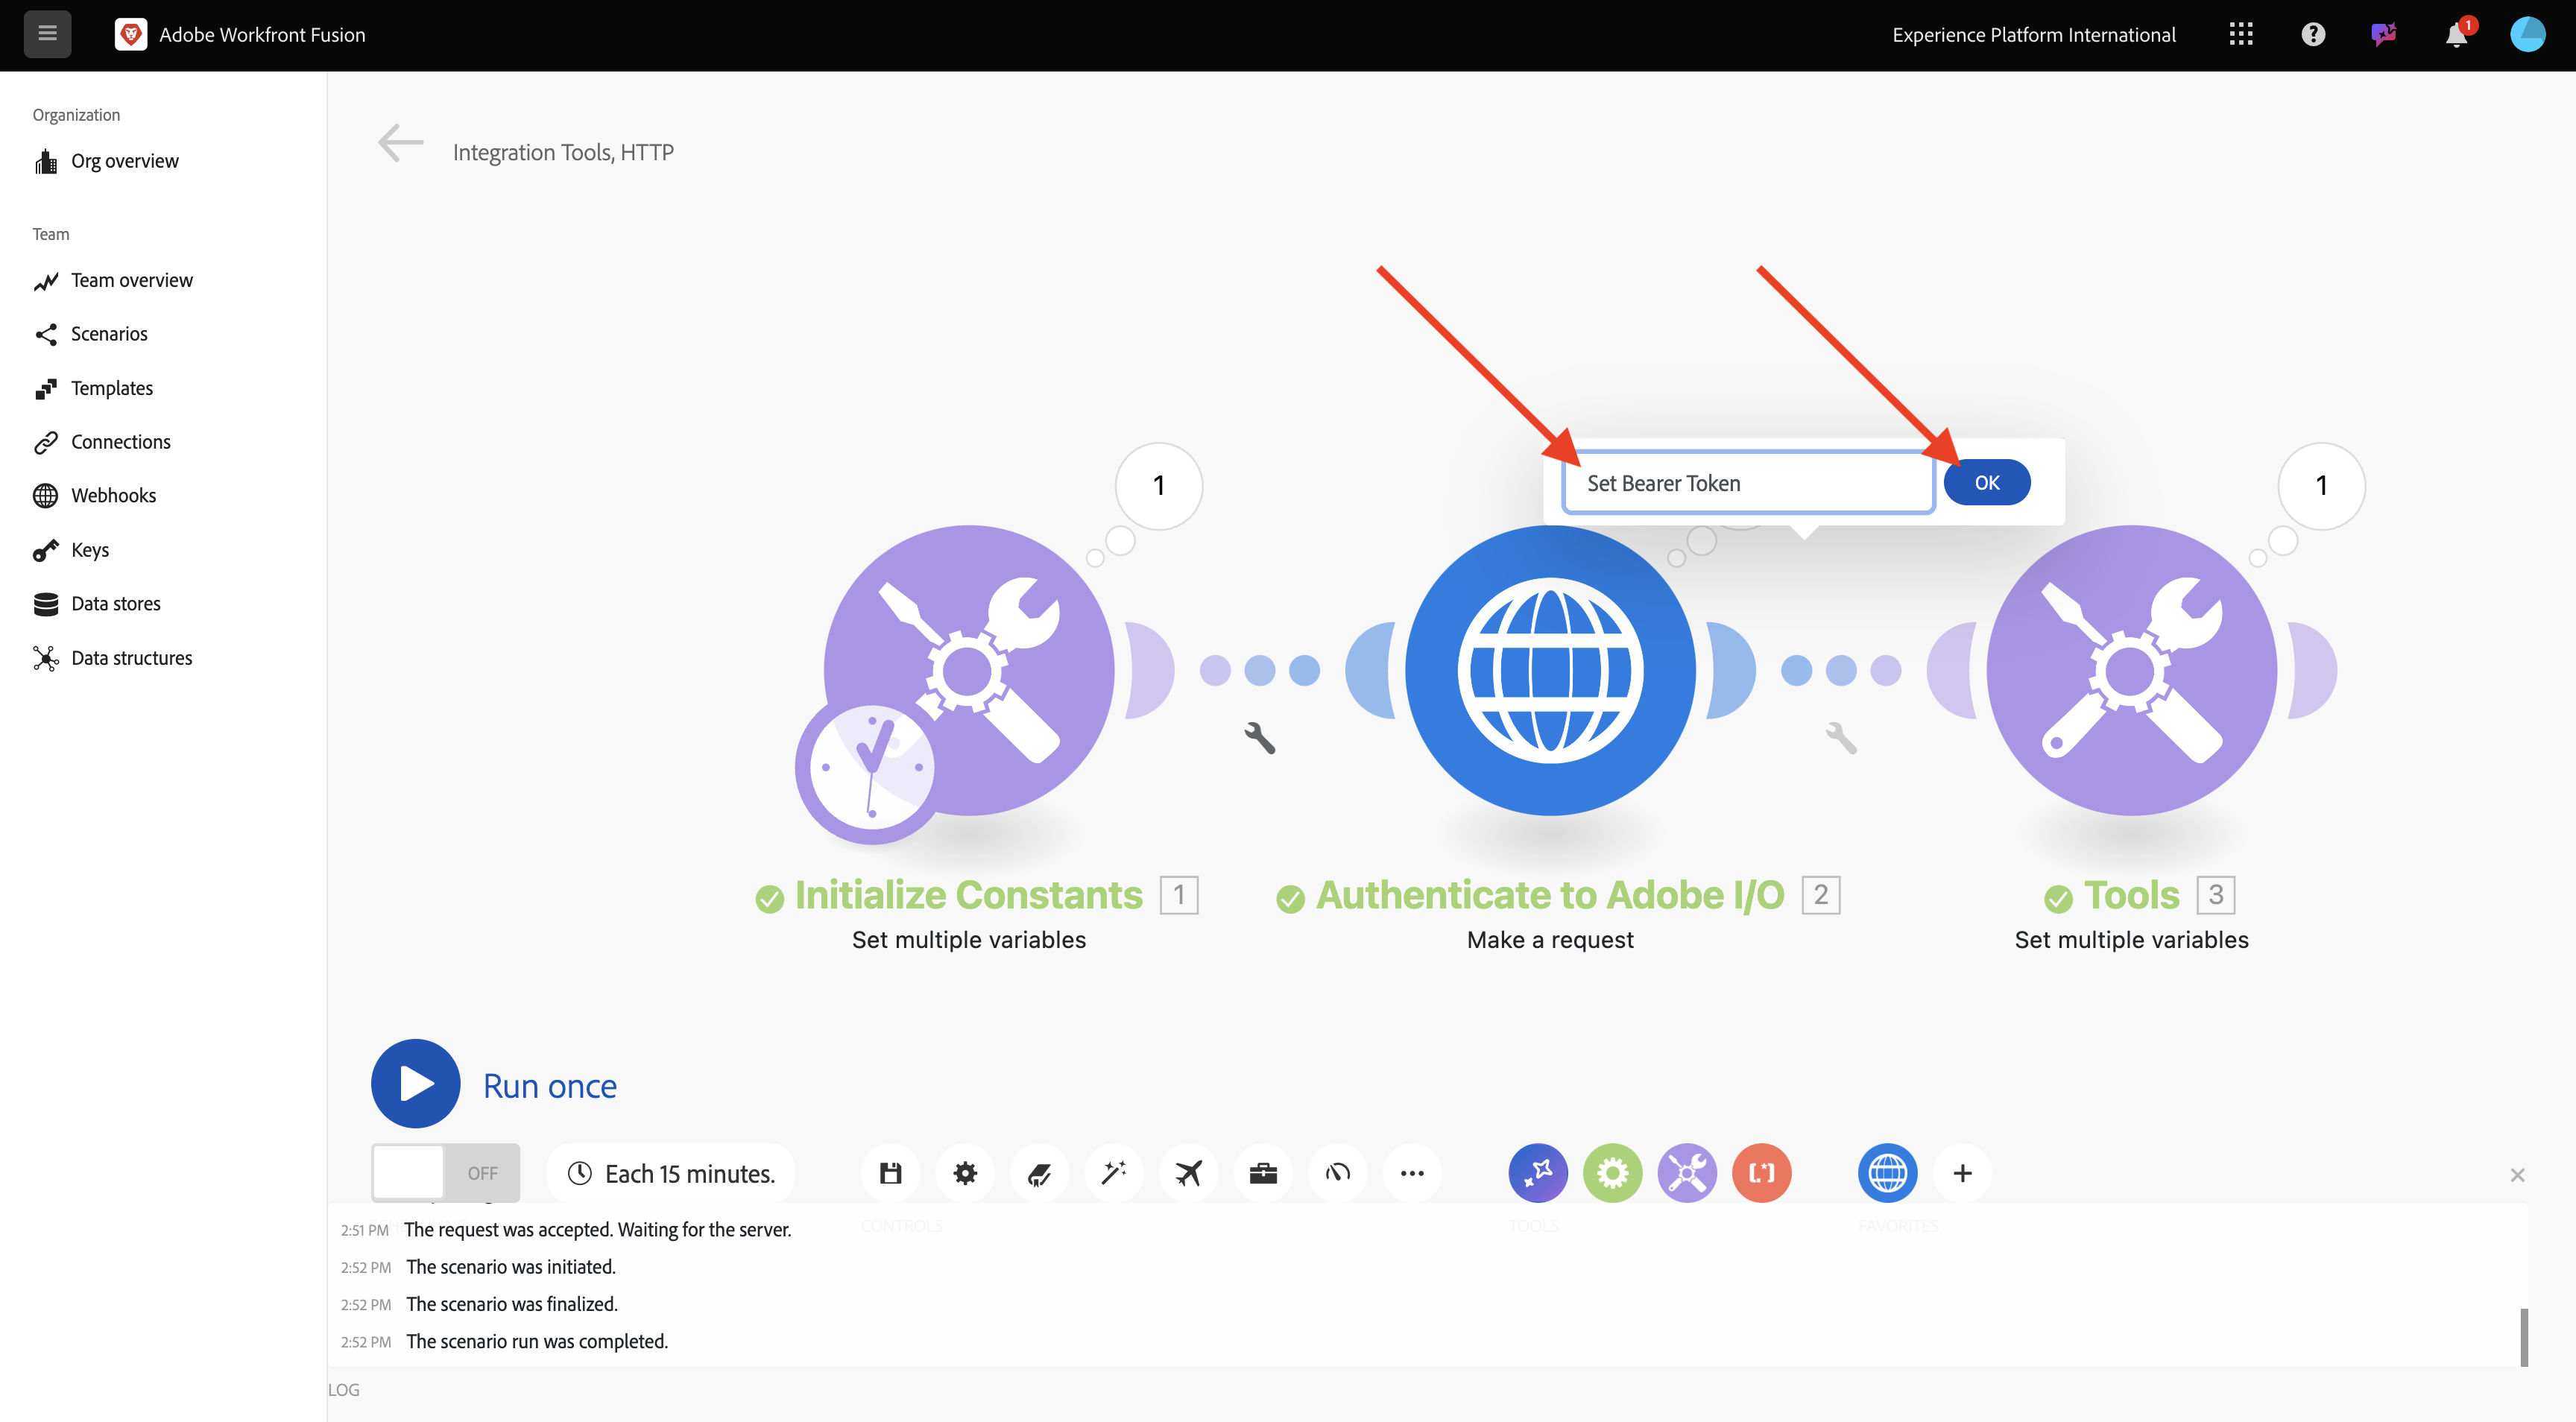 Adobe Workfront Fusion
Experience Platform International
1
Organization
Org overview
Team
Team overview
Scenarios
Templates
Connections
Webhooks
Keys
Data stores
Data structures
Integration Tools, HTTP
1
Set Bearer Token
OK
1
Initialize Constants 1
Set multiple variables
Authenticate to Adobe I/O 2
Make a request
Tools 3
Set multiple variables
Run once
OFF
Each 15 minutes.
CONTROLS
TOOLS
FAVORITES
2:51 PM The request was accepted. Waiting for the server.
2:52 PM The scenario was initiated.
2:52 PM The scenario was finalized.
2:52 PM The scenario run was completed.
LOG